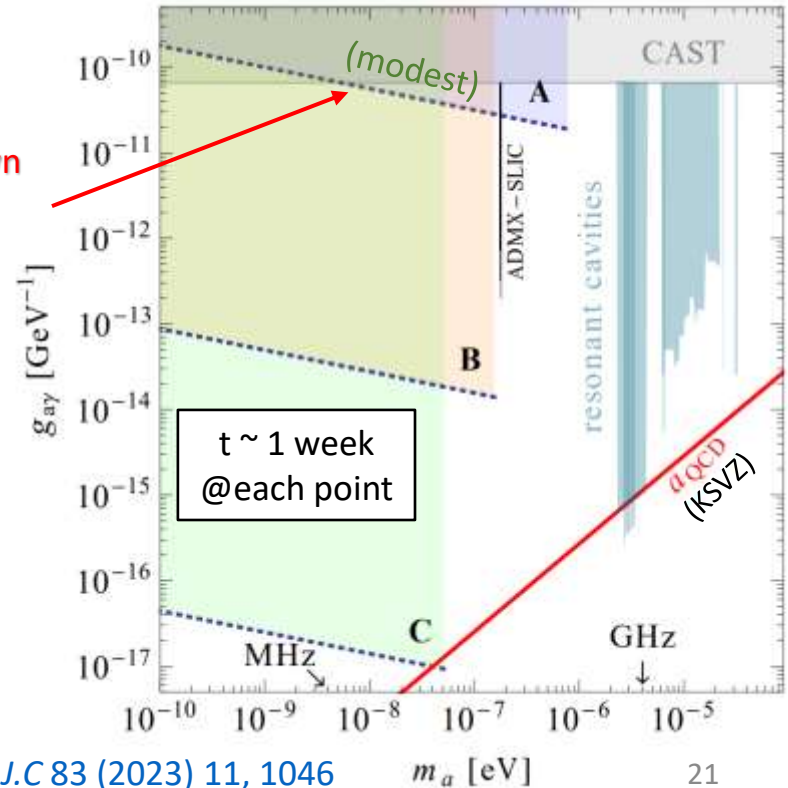 10⁻¹⁰
10⁻¹¹
10⁻¹²
10⁻¹³
10⁻¹⁴
10⁻¹⁵
10⁻¹⁶
10⁻¹⁷
g_aγ [GeV⁻¹]
(modest)
A
CAST
ADMX–SLIC
resonant cavities
B
t ~ 1 week
@each point
a QCD
(KSVZ)
C
MHz
GHz
10⁻¹⁰ 10⁻⁹ 10⁻⁸ 10⁻⁷ 10⁻⁶ 10⁻⁵
J.C 83 (2023) 11, 1046
m_a [eV]
21